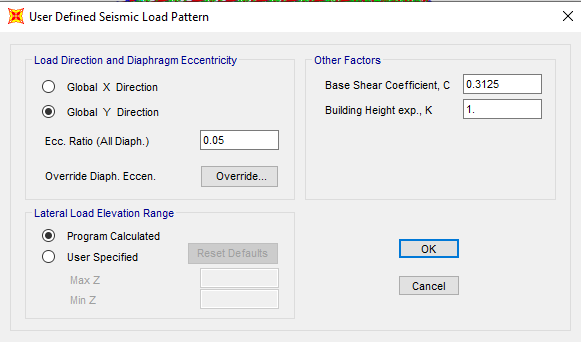 User Defined Seismic Load Pattern
Load Direction and Diaphragm Eccentricity
Global X Direction
Global Y Direction
Ecc. Ratio (All Diaph.) 0.05
Override Diaph. Eccen. Override...
Other Factors
Base Shear Coefficient, C 0.3125
Building Height exp., K 1.
Lateral Load Elevation Range
Program Calculated
User Specified Reset Defaults
Max Z
Min Z
OK
Cancel